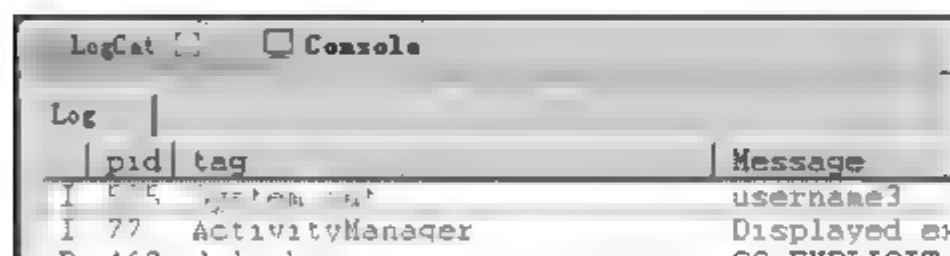 LogCat Console
Log
pid tag Message
I username3
I 77 ActivityManager Displayed